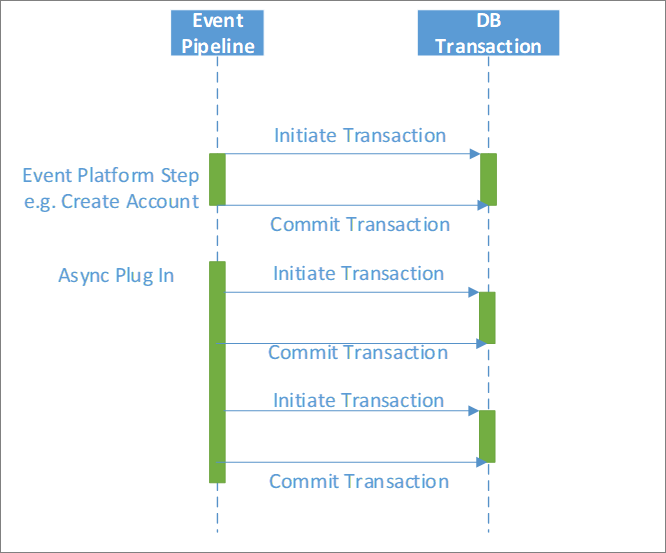 Event
Pipeline
DB
Transaction
Initiate Transaction
Event Platform Step
e.g. Create Account
Commit Transaction
Async Plug In
Initiate Transaction
Commit Transaction
Initiate Transaction
Commit Transaction